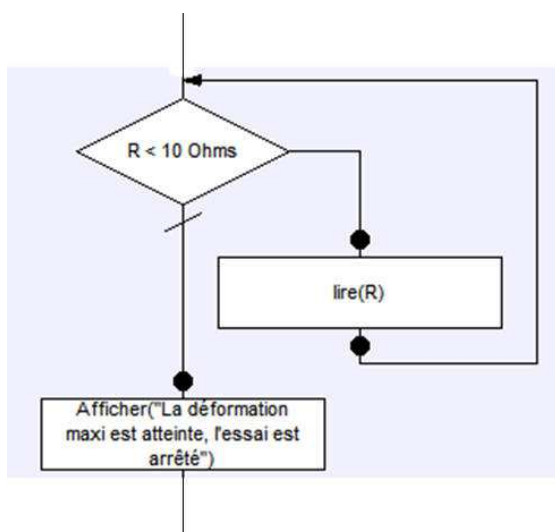 R < 10 Ohms
lire(R)
Afficher("La déformation
maxi est atteinte, l'essai est
arrêté")